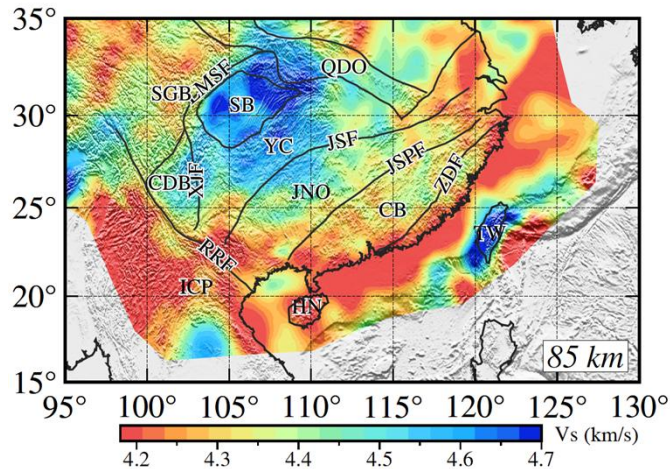 35°
30°
25°
20°
15°
QDO
LMSF
SGB
SB
YC
JSF
JSPF
ZDF
CDB
XJF
JNO
CB
RRF
TW
ICP
HN
85 km
95° 100° 105° 110° 115° 120° 125° 130°
4.2 4.3 4.4 4.5 4.6 4.7 Vs (km/s)